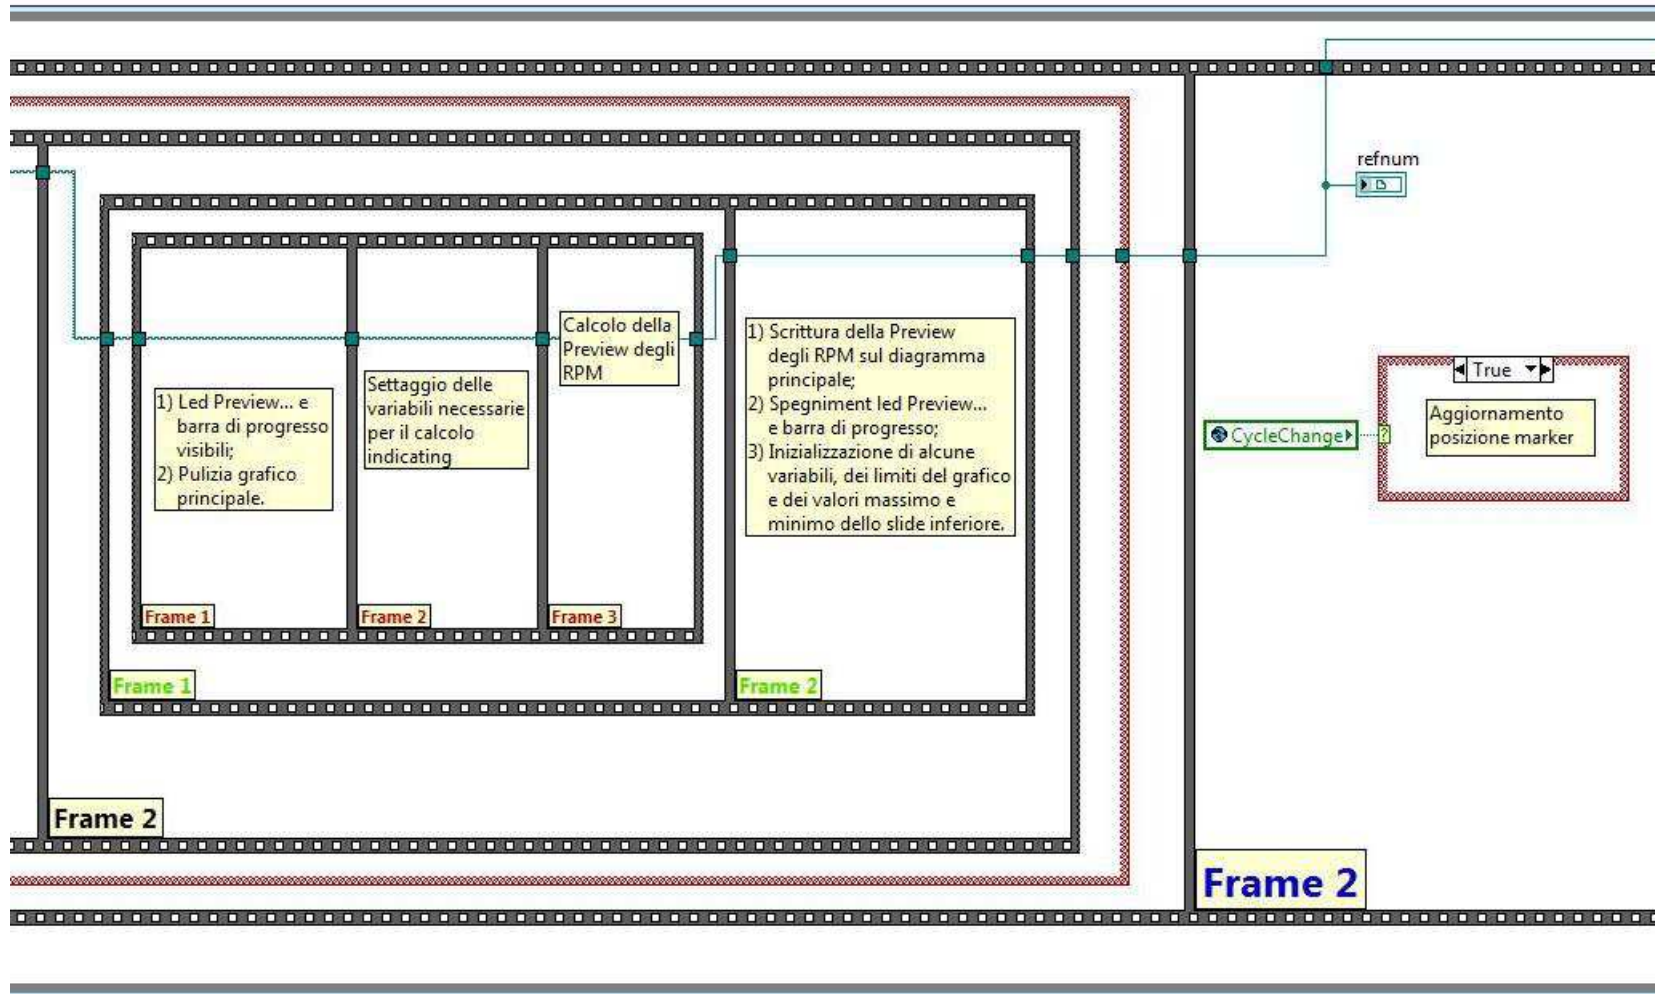 refnum
Calcolo della
Preview degli
RPM
1) Scrittura della Preview
degli RPM sul diagramma
principale;
2) Spegniment led Preview...
e barra di progresso;
3) Inizializzazione di alcune
variabili, dei limiti del grafico
e dei valori massimo e
minimo dello slide inferiore.
Settaggio delle
variabili necessarie
per il calcolo
indicating
1) Led Preview... e
barra di progresso
visibili;
2) Pulizia grafico
principale.
True
Aggiornamento
posizione marker
CycleChange
?
Frame 1
Frame 2
Frame 3
Frame 1
Frame 2
Frame 2
Frame 2